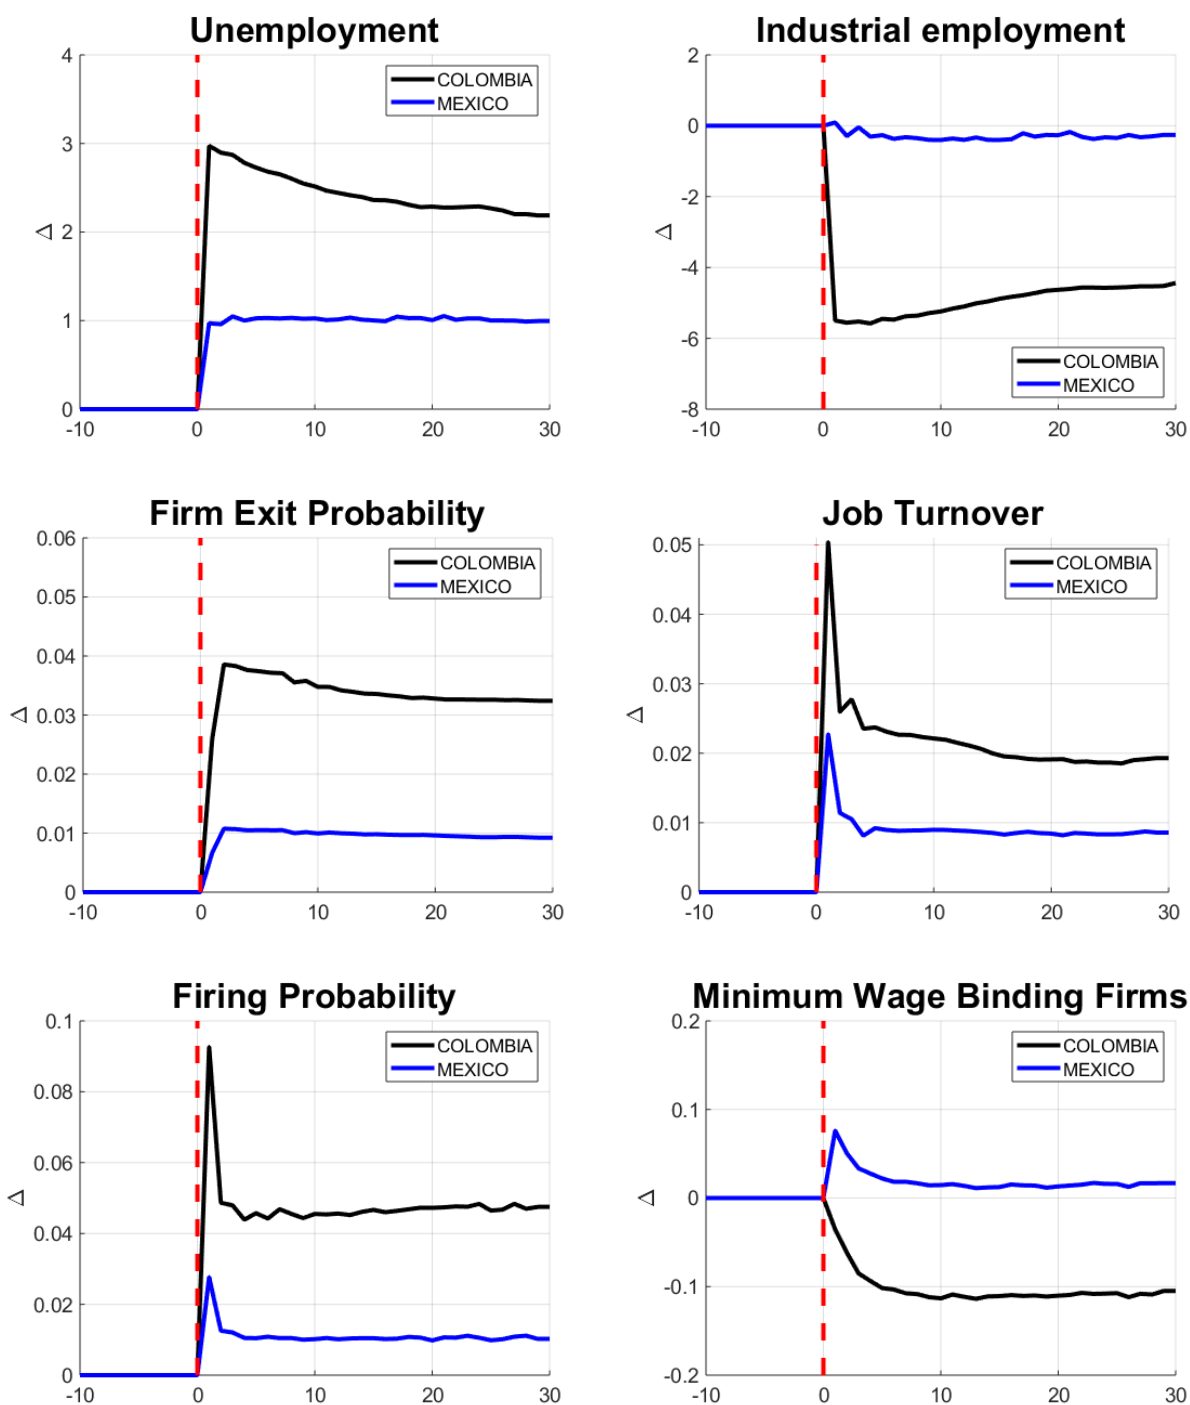 Unemployment
4
3
2
1
0
-10
0
10
20
30
Δ
COLOMBIA
MEXICO
Industrial employment
2
0
-2
-4
-6
-8
-10
0
10
20
30
Δ
COLOMBIA
MEXICO
Firm Exit Probability
0.06
0.05
0.04
0.03
0.02
0.01
0
-10
0
10
20
30
Δ
COLOMBIA
MEXICO
Job Turnover
0.05
0.04
0.03
0.02
0.01
0
-10
0
10
20
30
Δ
COLOMBIA
MEXICO
Firing Probability
0.1
0.08
0.06
0.04
0.02
0
-10
0
10
20
30
Δ
COLOMBIA
MEXICO
Minimum Wage Binding Firms
0.2
0.1
0
-0.1
-0.2
-10
0
10
20
30
Δ
COLOMBIA
MEXICO